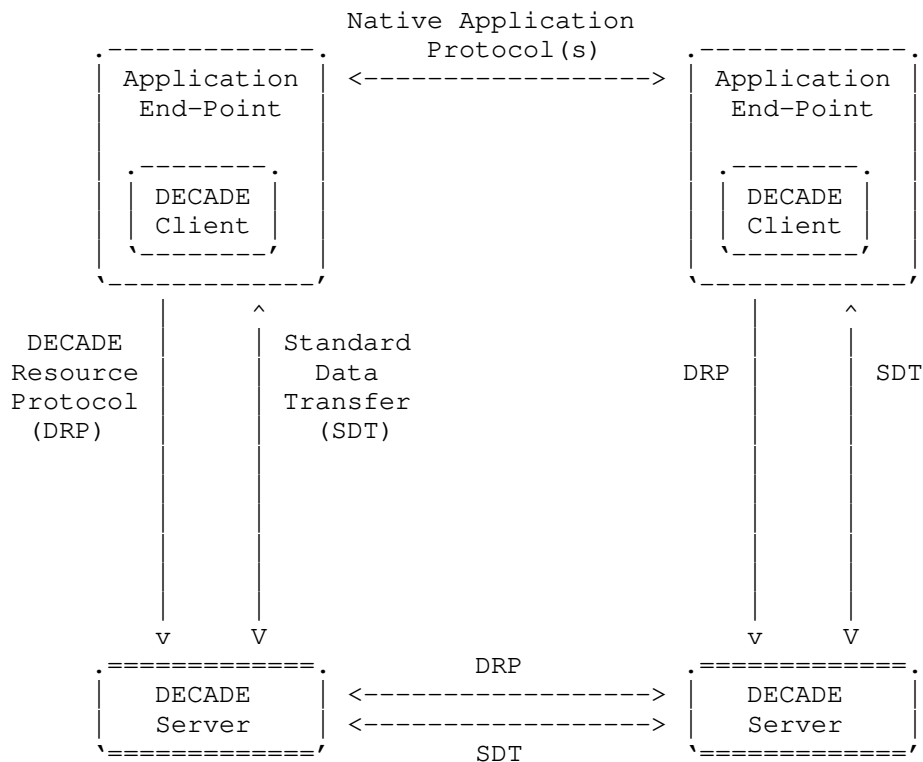 Native Application
Protocol(s)
Application
End-Point
DECADE
Client
Application
End-Point
DECADE
Client
DECADE
Resource
Protocol
(DRP)
Standard
Data
Transfer
(SDT)
DRP
SDT
DECADE
Server
DRP
SDT
DECADE
Server